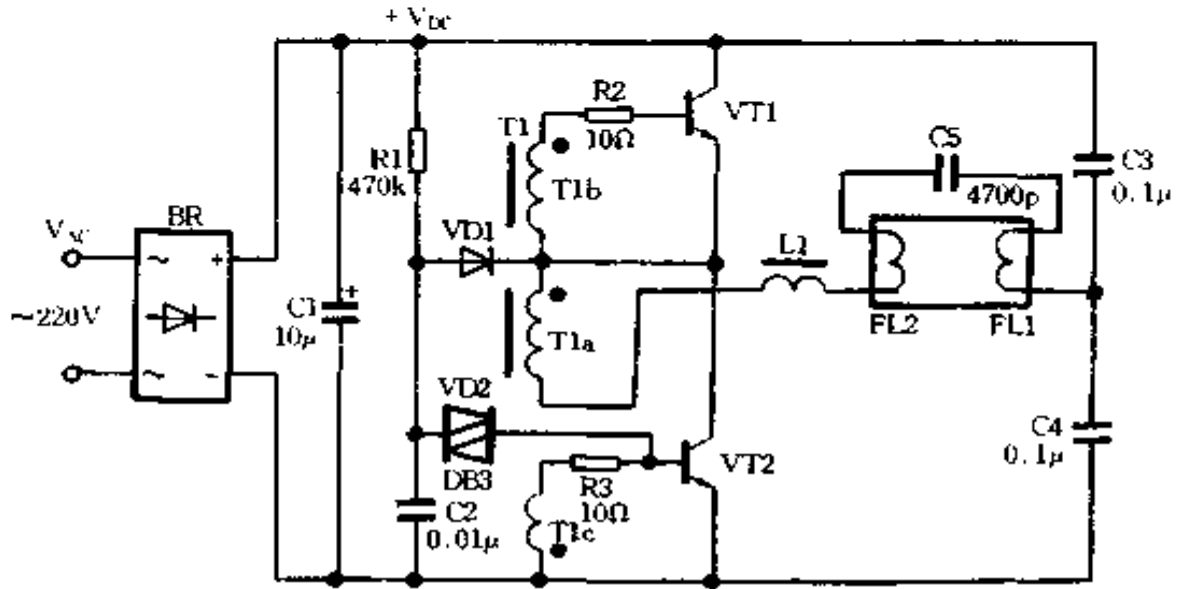 + V_DC
R2
10Ω
VT1
T1
T1b
R1
470k
C5
4700p
C3
0.1μ
BR
V_AC
~
+
VD1
L1
FL2
FL1
~220V
C1
+
10μ
T1a
~
-
VD2
DB3
C4
0.1μ
VT2
R3
10Ω
C2
0.01μ
T1c